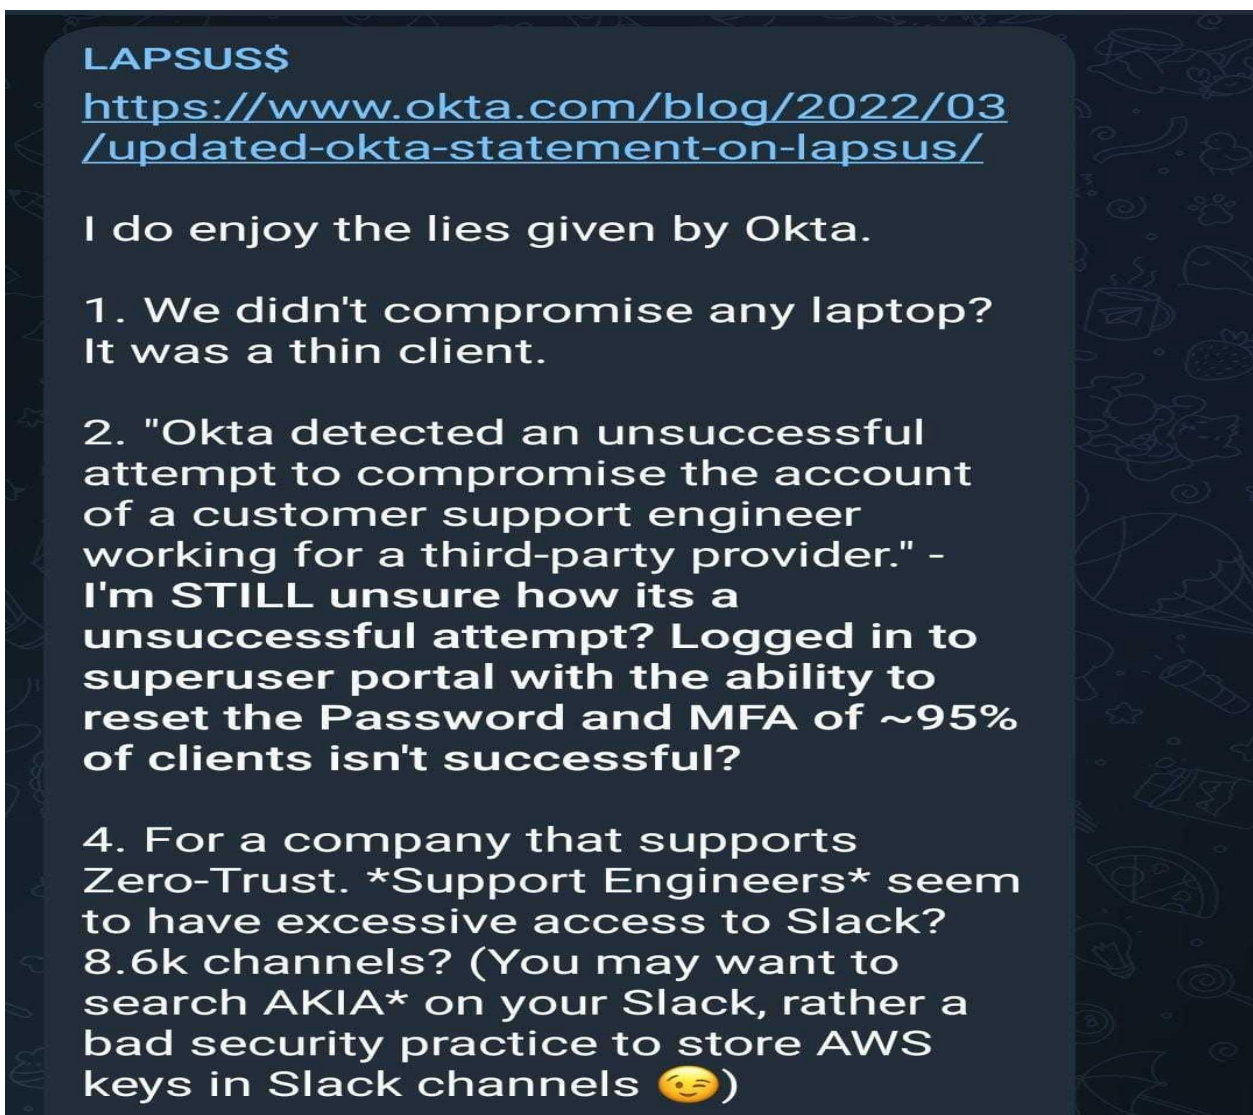 LAPSUS$
https://www.okta.com/blog/2022/03
/updated-okta-statement-on-lapsus/
I do enjoy the lies given by Okta.
1. We didn't compromise any laptop?
It was a thin client.
2. "Okta detected an unsuccessful
attempt to compromise the account
of a customer support engineer
working for a third-party provider." -
I'm STILL unsure how its a
unsuccessful attempt? Logged in to
superuser portal with the ability to
reset the Password and MFA of ~95%
of clients isn't successful?
4. For a company that supports
Zero-Trust. *Support Engineers* seem
to have excessive access to Slack?
8.6k channels? (You may want to
search AKIA* on your Slack, rather a
bad security practice to store AWS
keys in Slack channels 😉)